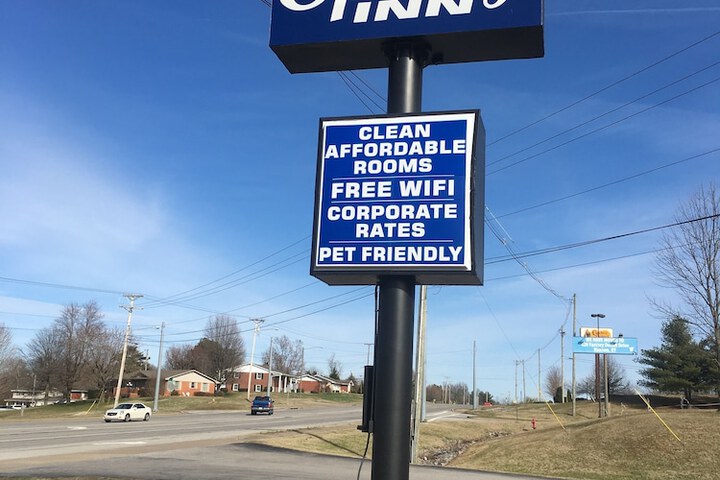 INN
CLEAN
AFFORDABLE
ROOMS
FREE WIFI
CORPORATE
RATES
PET FRIENDLY